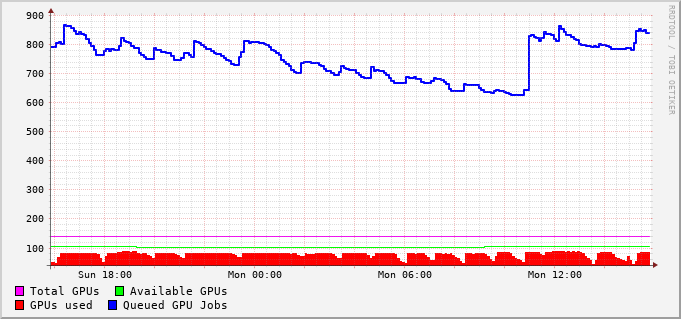 900
800
700
600
500
400
300
200
100
Sun 18:00 Mon 00:00 Mon 06:00 Mon 12:00
Total GPUs Available GPUs
GPUs used Queued GPU Jobs
RRDTOOL / TOBI OETIKER